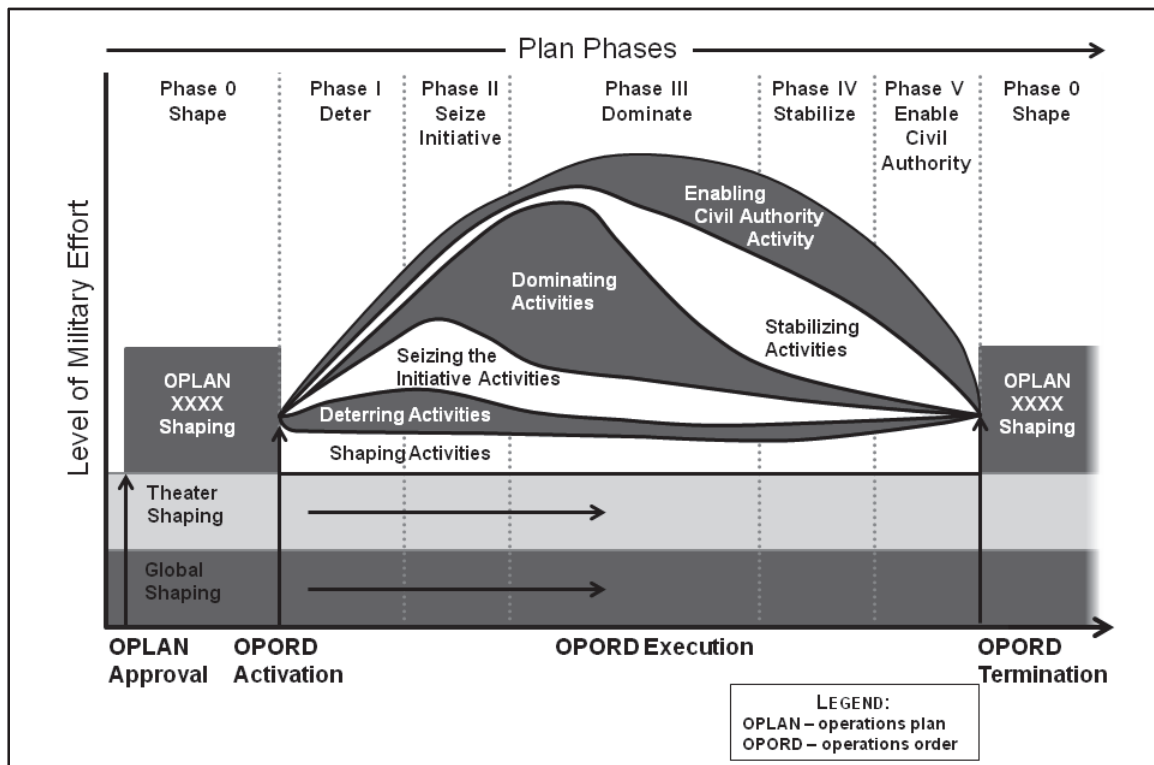 Plan Phases
Phase 0
Shape
Phase I
Deter
Phase II
Seize
Initiative
Phase III
Dominate
Phase IV
Stabilize
Phase V
Enable
Civil
Authority
Phase 0
Shape
Level of Military Effort
Enabling
Civil Authority
Activity
Dominating
Activities
Stabilizing
Activities
Seizing the
Initiative Activities
Deterring Activities
Shaping Activities
OPLAN
XXXX
Shaping
OPLAN
XXXX
Shaping
Theater
Shaping
Global
Shaping
OPLAN
Approval
OPORD
Activation
OPORD Execution
OPORD
Termination
LEGEND:
OPLAN – operations plan
OPORD – operations order